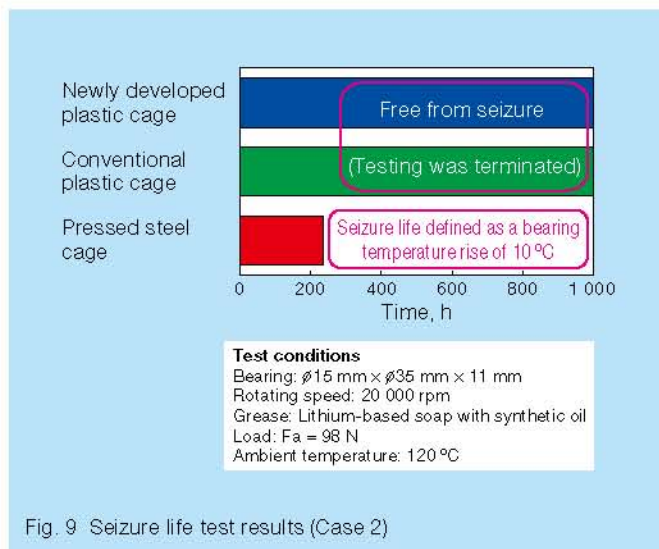 Newly developed
plastic cage
Free from seizure
Conventional
plastic cage
(Testing was terminated)
Pressed steel
cage
Seizure life defined as a bearing
temperature rise of 10 ºC
0 200 400 600 800 1 000
Time, h
Test conditions
Bearing: ø15 mm × ø35 mm × 11 mm
Rotating speed: 20 000 rpm
Grease: Lithium-based soap with synthetic oil
Load: Fa = 98 N
Ambient temperature: 120 ºC
Fig. 9 Seizure life test results (Case 2)